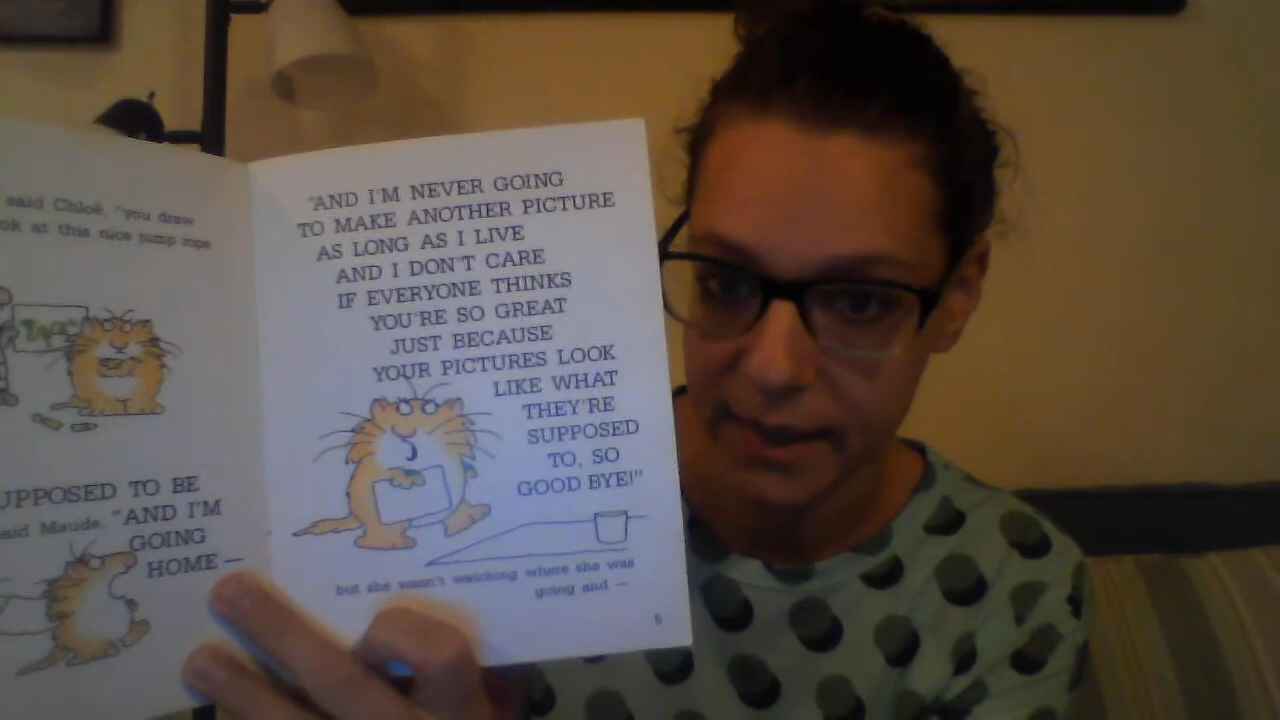 said Chloë, "you draw
ok at this nice jump rope
UPPOSED TO BE
said Maude. "AND I'M
GOING
HOME —
"AND I'M NEVER GOING
TO MAKE ANOTHER PICTURE
AS LONG AS I LIVE
AND I DON'T CARE
IF EVERYONE THINKS
YOU'RE SO GREAT
JUST BECAUSE
YOUR PICTURES LOOK
LIKE WHAT
THEY'RE
SUPPOSED
TO, SO
GOOD BYE!"
but she wasn't watching where she was
going and —
5